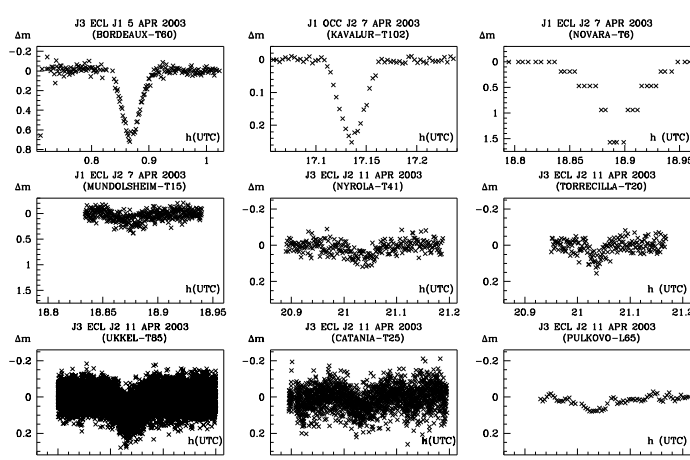 J3 ECL J1 5 APR 2003
(BORDEAUX-T60)
Δm
-0.2
0
0.2
0.4
0.6
0.8
h(UTC)
0.8 0.9 1
J1 OCC J2 7 APR 2003
(KAVALUR-T102)
Δm
0
0.1
0.2
h(UTC)
17.1 17.15 17.2
J1 ECL J2 7 APR 2003
(NOVARA-T6)
Δm
0
0.5
1
1.5
h (UTC)
18.8 18.85 18.9 18.95
J1 ECL J2 7 APR 2003
(MUNDOLSHEIM-T15)
Δm
0
0.5
1
1.5
h(UTC)
18.8 18.85 18.9 18.95
J3 ECL J2 11 APR 2003
(NYROLA-T41)
Δm
-0.2
0
0.2
h(UTC)
20.9 21 21.1 21.2
J3 ECL J2 11 APR 2003
(TORRECILLA-T20)
Δm
-0.2
0
0.2
h(UTC)
20.9 21 21.1 21.2
J3 ECL J2 11 APR 2003
(UKKEL-T85)
Δm
-0.2
0
0.2
h(UTC)
J3 ECL J2 11 APR 2003
(CATANIA-T25)
Δm
-0.2
0
0.2
h(UTC)
J3 ECL J2 11 APR 2003
(PULKOVO-L65)
Δm
-0.2
0
0.2
h(UTC)